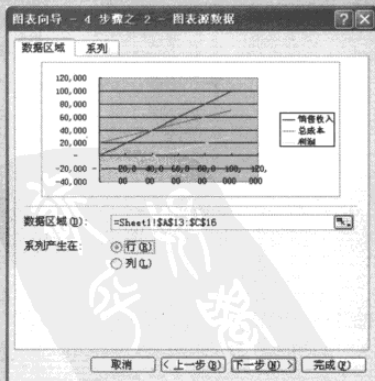 图表向导 - 4 步骤之 2 - 图表源数据
数据区域 系列
120,000
100,000
80,000
60,000
40,000
20,000
-20,000
-40,000
销售收入
总成本
利润
数据区域(D): =Sheet1!$A$13:$C$16
系列产生在: 行(R)
列(L)
取消 <上一步(B) 下一步(N)> 完成(F)